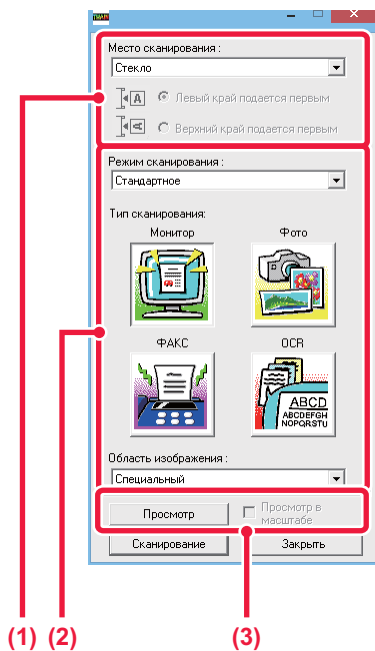 Место сканирования :
Стекло
A
Левый край подается первым
A
Верхний край подается первым
Режим сканирования :
Стандартное
Тип сканирования:
Монитор
Фото
ФАКС
OCR
ABCD
ABCDEFGH
NOPQRSTU
Область изображения :
Специальный
Просмотр
Просмотр в
масштабе
Сканирование
Закрыть
(1) (2) (3)